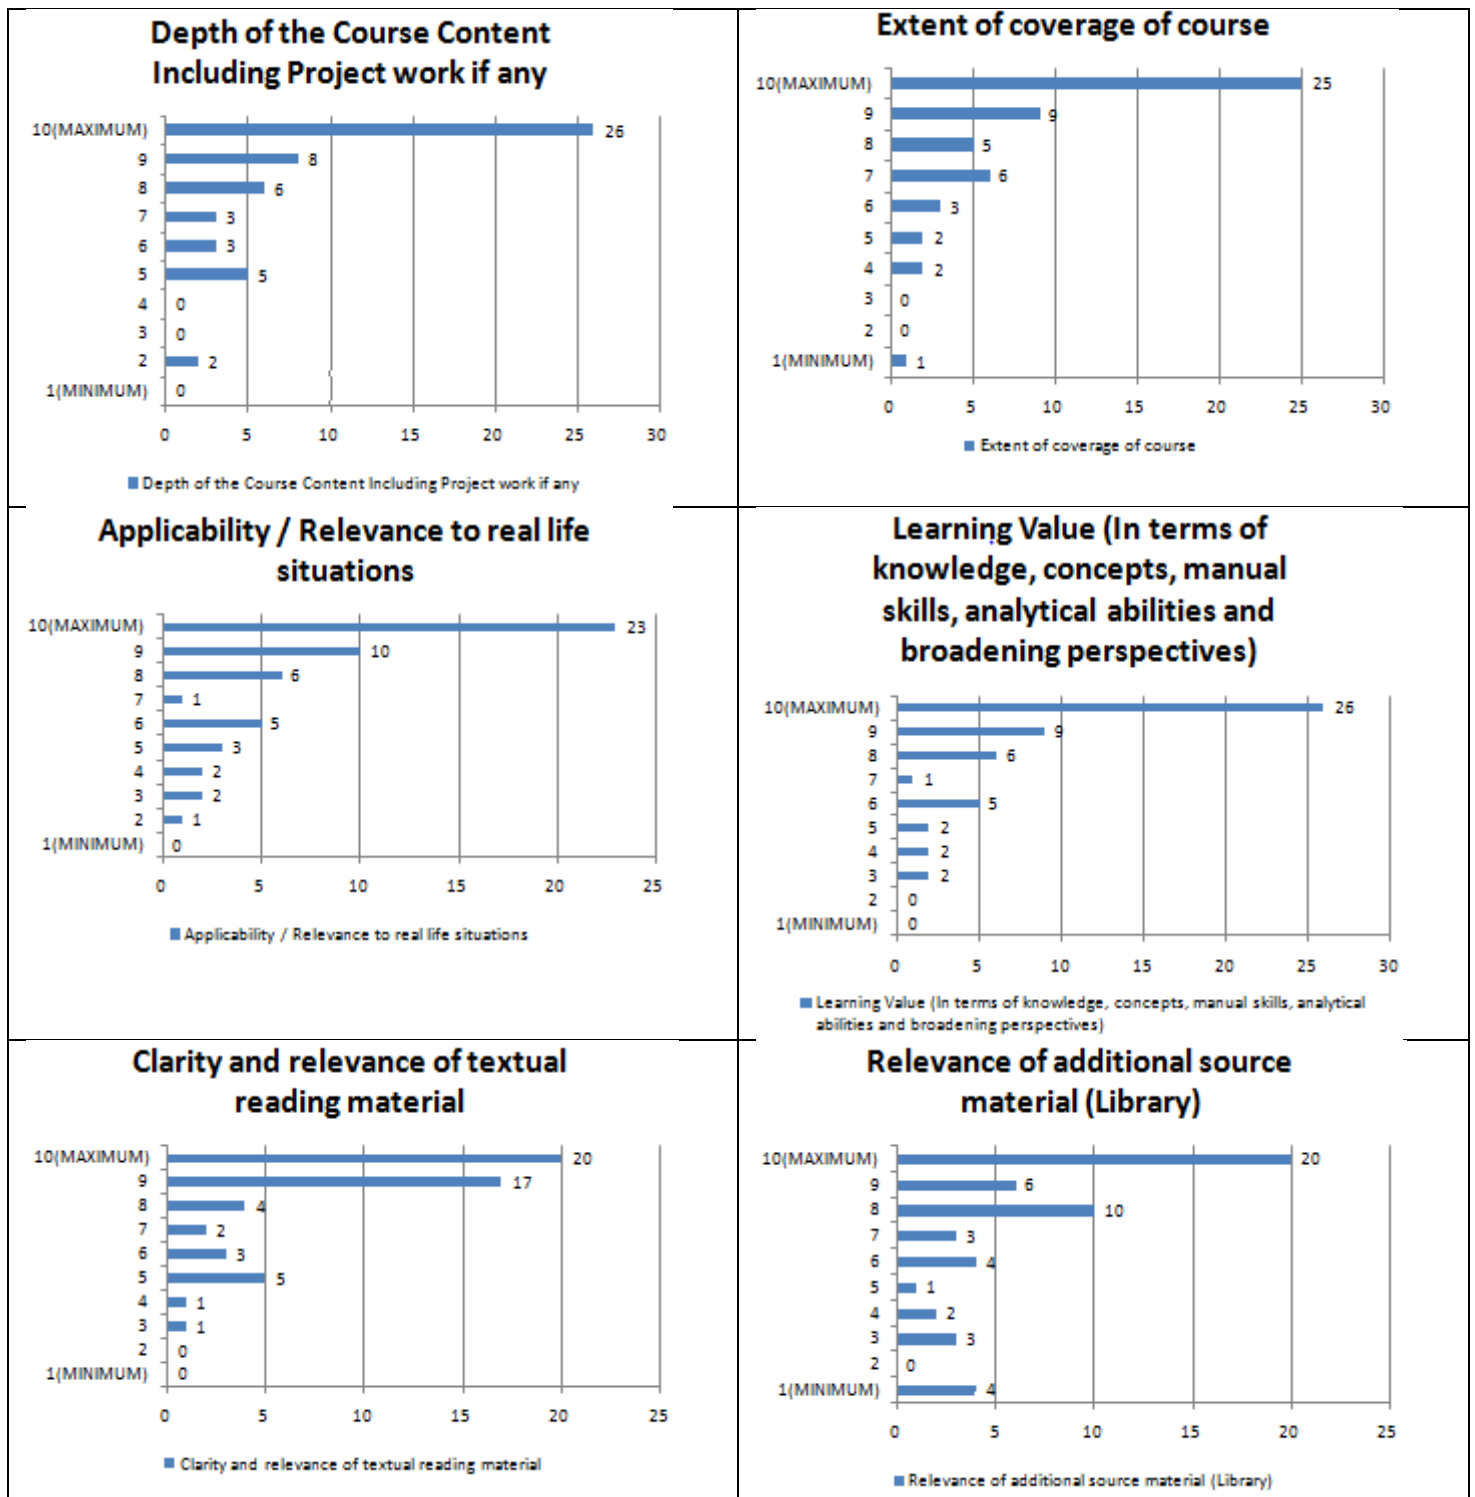 Depth of the Course Content
Including Project work if any
10(MAXIMUM) 26
9 8
8 6
7 3
6 3
5 5
4 0
3 0
2 2
1(MINIMUM) 0
0 5 10 15 20 25 30
Depth of the Course Content Including Project work if any
Extent of coverage of course
10(MAXIMUM) 25
9 9
8 5
7 6
6 3
5 2
4 2
3 0
2 0
1(MINIMUM) 1
0 5 10 15 20 25 30
Extent of coverage of course
Applicability / Relevance to real life
situations
10(MAXIMUM) 23
9 10
8 6
7 1
6 5
5 3
4 2
3 2
2 1
1(MINIMUM) 0
0 5 10 15 20 25
Applicability / Relevance to real life situations
Learning Value (In terms of
knowledge, concepts, manual
skills, analytical abilities and
broadening perspectives)
10(MAXIMUM) 26
9 9
8 6
7 1
6 5
5 2
4 2
3 2
2 0
1(MINIMUM) 0
0 5 10 15 20 25 30
Learning Value (In terms of knowledge, concepts, manual skills, analytical
abilities and broadening perspectives)
Clarity and relevance of textual
reading material
10(MAXIMUM) 20
9 17
8 4
7 2
6 3
5 5
4 1
3 1
2 0
1(MINIMUM) 0
0 5 10 15 20 25
Clarity and relevance of textual reading material
Relevance of additional source
material (Library)
10(MAXIMUM) 20
9 6
8 10
7 3
6 4
5 1
4 2
3 3
2 0
1(MINIMUM) 4
0 5 10 15 20 25
Relevance of additional source material (Library)